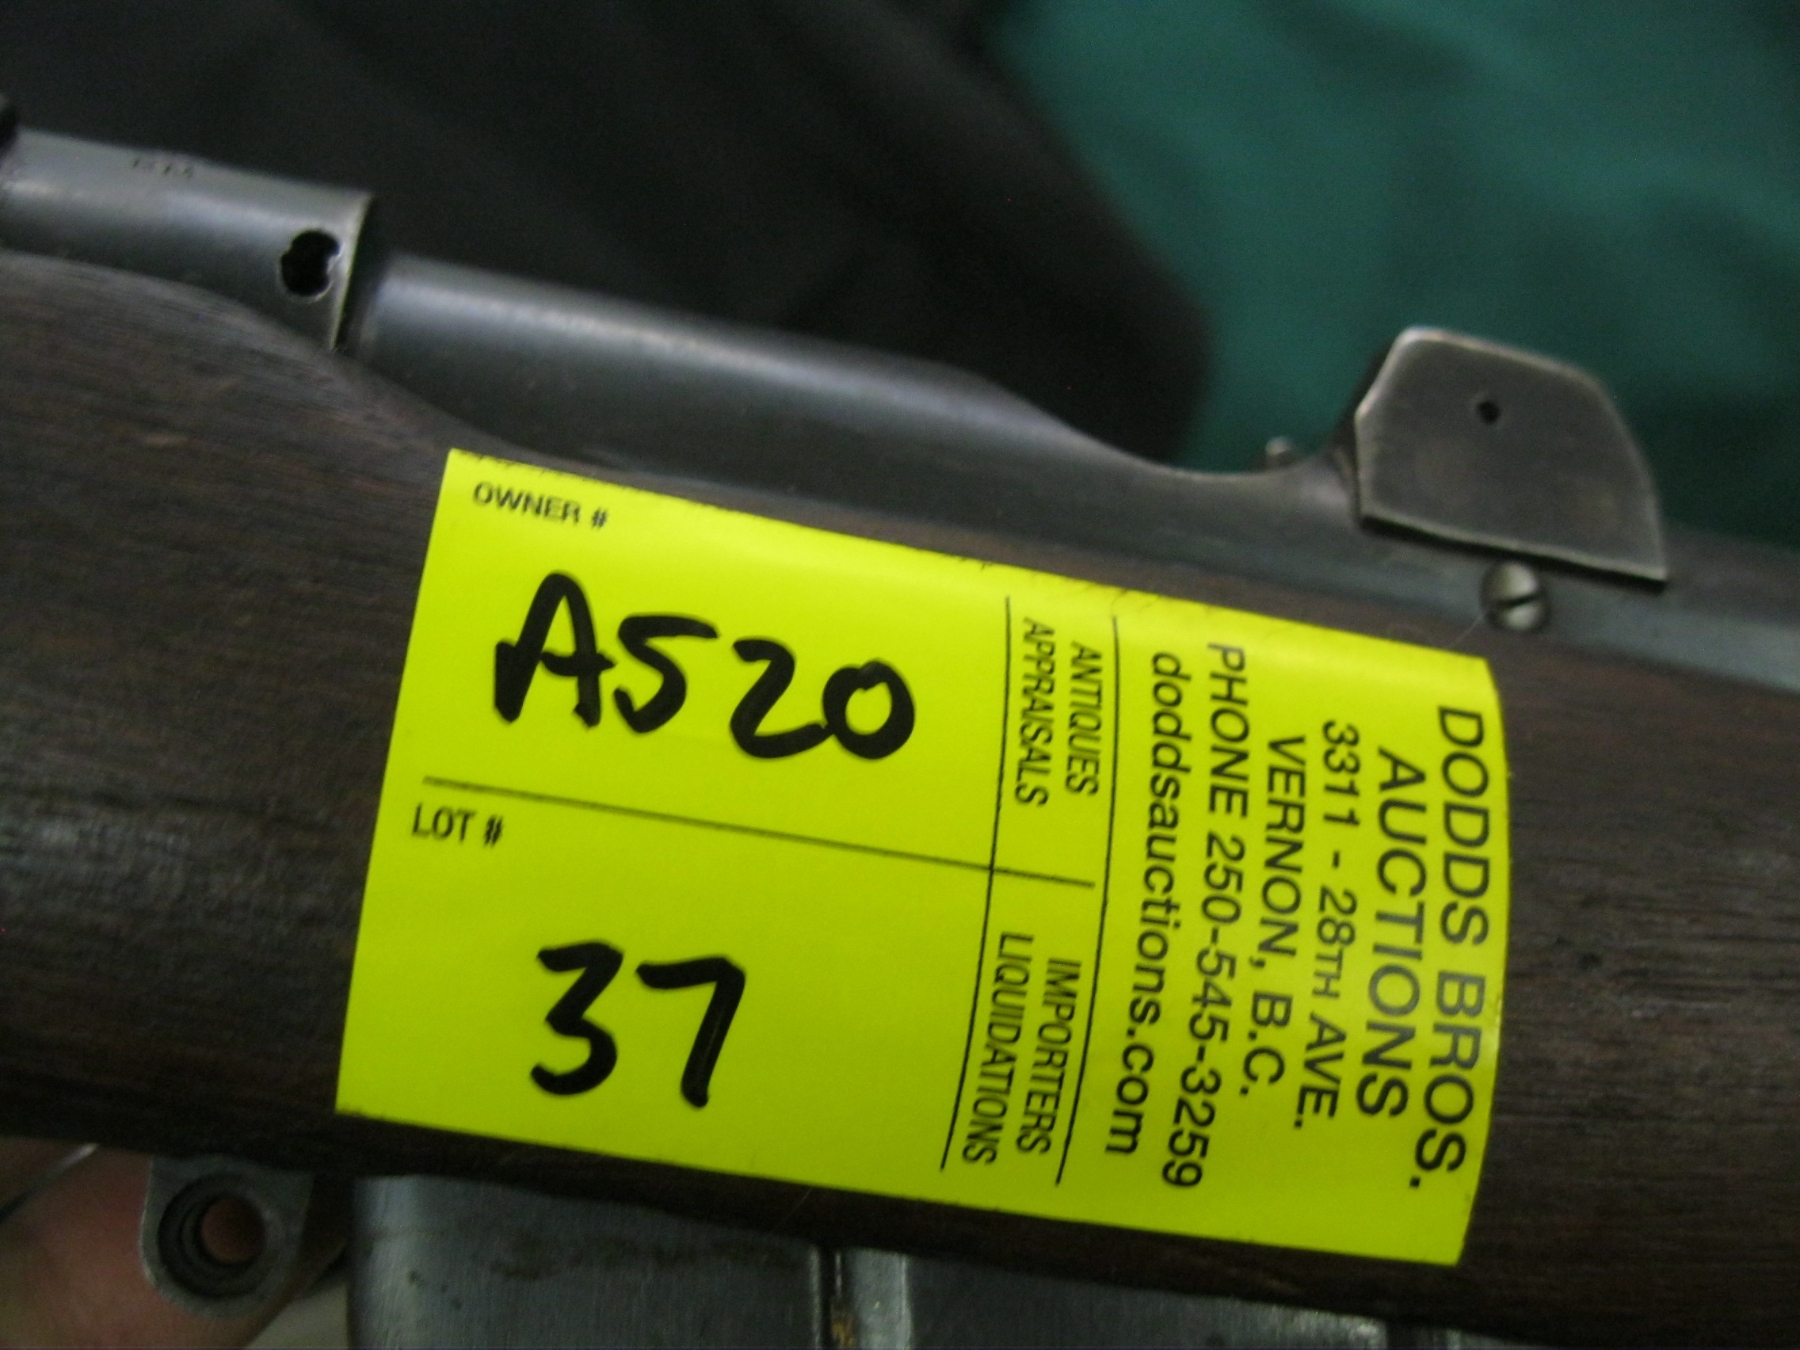 OWNER #
A520
LOT #
37
ANTIQUES
APPRAISALS
IMPORTERS
LIQUIDATIONS
DODDS BROS.
AUCTIONS
3311 - 28TH AVE.
VERNON, B.C.
PHONE 250-545-3259
doddsauctions.com